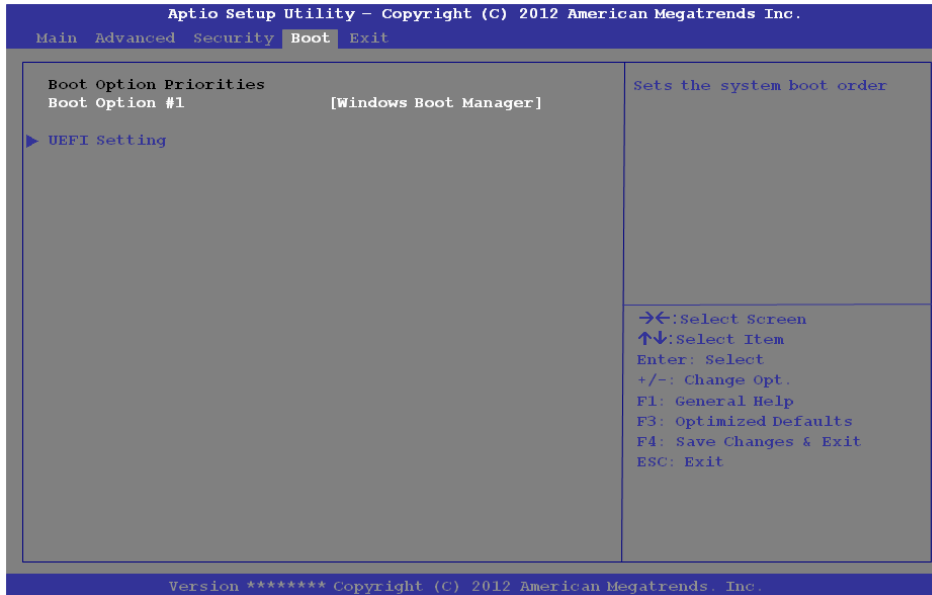 Aptio Setup Utility – Copyright (C) 2012 American Megatrends Inc.
Main Advanced Security Boot Exit
Boot Option Priorities
Boot Option #1 [Windows Boot Manager]
▶ UEFI Setting
Sets the system boot order
→←:Select Screen
↑↓:Select Item
Enter: Select
+/-: Change Opt.
F1: General Help
F3: Optimized Defaults
F4: Save Changes & Exit
ESC: Exit
Version ******** Copyright (C) 2012 American Megatrends. Inc.